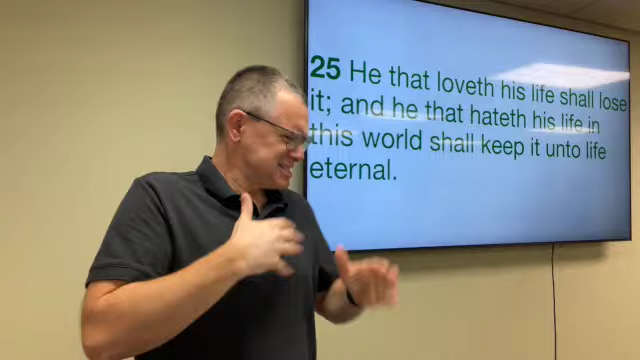 25 He that loveth his life shall lose
it; and he that hateth his life in
this world shall keep it unto life
eternal.